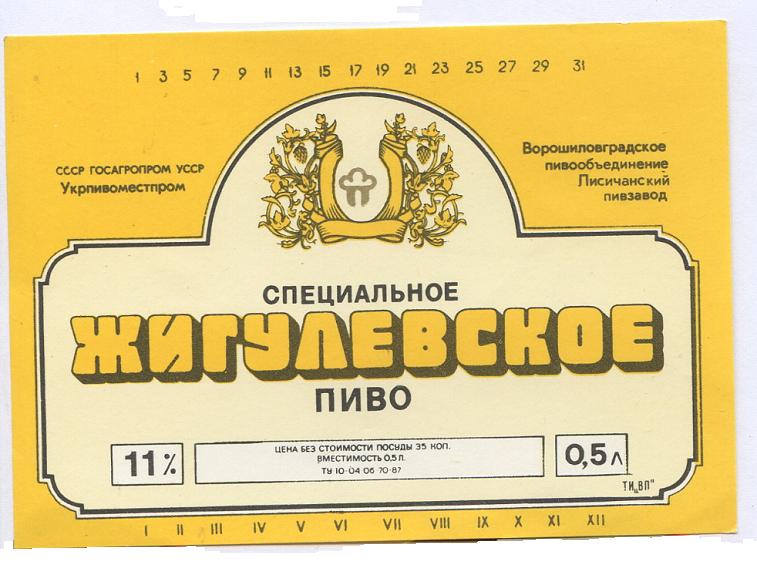 1 3 5 7 9 11 13 15 17 19 21 23 25 27 29 31
СССР ГОСАГРОПРОМ УССР
Укрпивоместпром
Ворошиловградское
пивообъединение
Лисичанский
пивзавод
СПЕЦИАЛЬНОЕ
ЖИГУЛЕВСКОЕ
ПИВО
11%
ЦЕНА БЕЗ СТОИМОСТИ ПОСУДЫ 35 КОП.
ВМЕСТИМОСТЬ 0,5 Л.
ТУ 10-04 06 70-87
0,5 л
ТИ„ВП"
I II III IV V VI VII VIII IX X XI XII